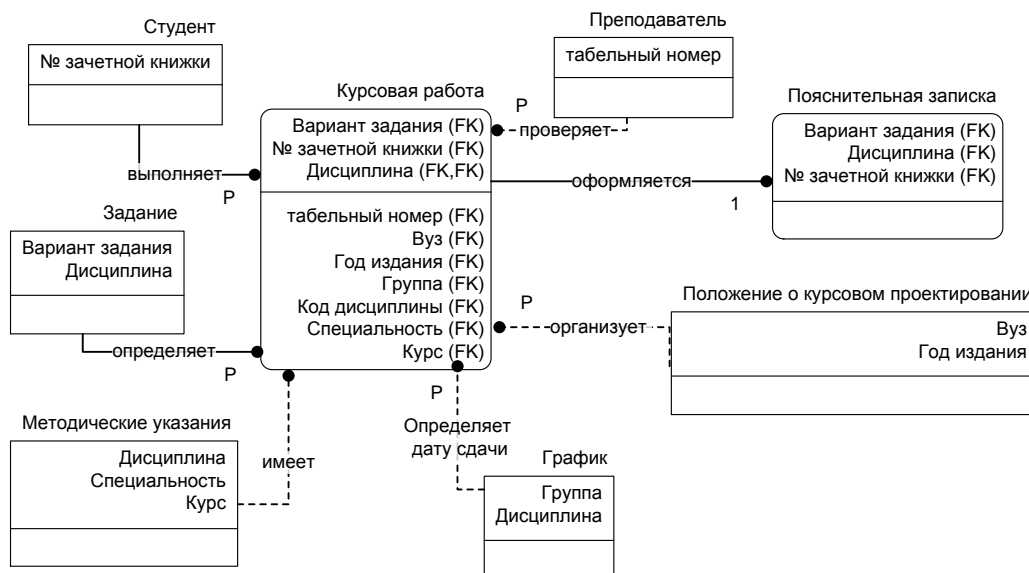 Студент
№ зачетной книжки
Преподаватель
табельный номер
Курсовая работа
Вариант задания (FK)
№ зачетной книжки (FK)
Дисциплина (FK,FK)
табельный номер (FK)
Вуз (FK)
Год издания (FK)
Группа (FK)
Код дисциплины (FK)
Специальность (FK)
Курс (FK)
P
проверяет
Пояснительная записка
Вариант задания (FK)
Дисциплина (FK)
№ зачетной книжки (FK)
выполняет
P
оформляется
1
Задание
Вариант задания
Дисциплина
определяет
P
P
организует
Положение о курсовом проектировании
Вуз
Год издания
Методические указания
Дисциплина
Специальность
Курс
имеет
P
Определяет
дату сдачи
График
Группа
Дисциплина